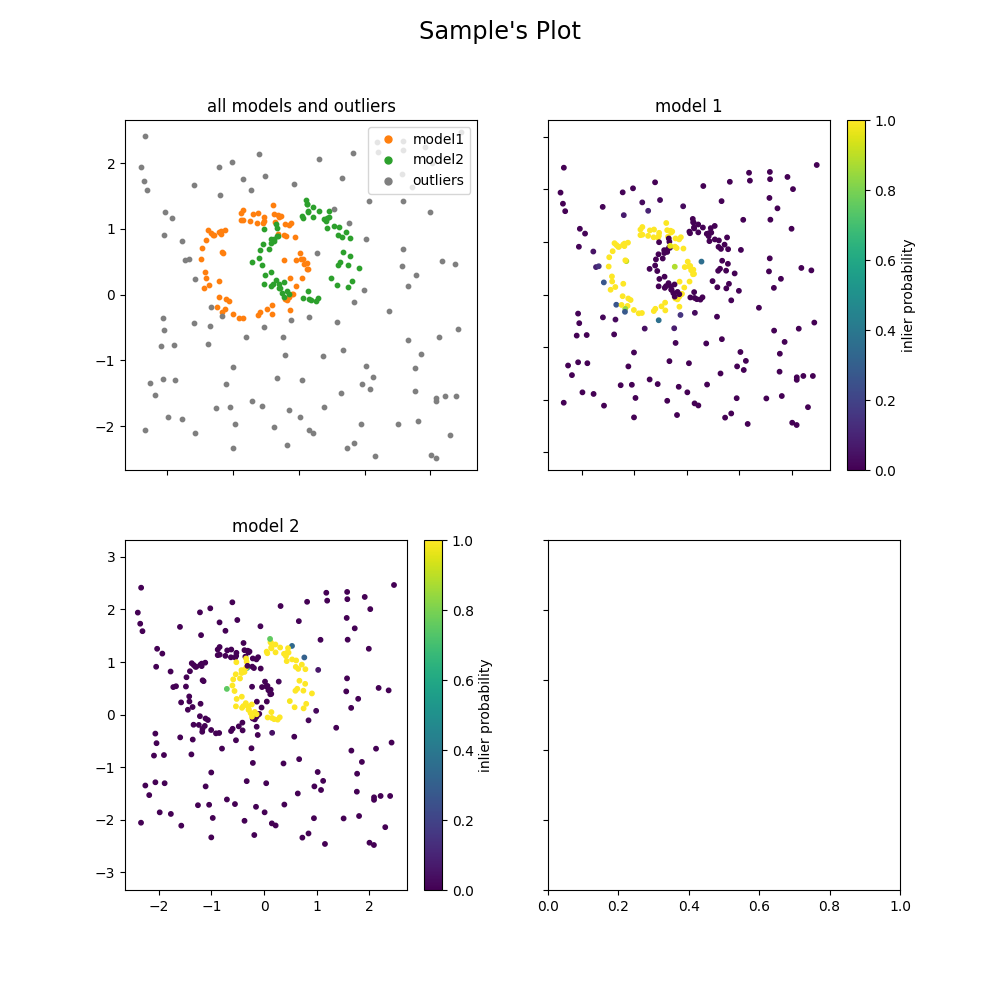 Sample's Plot
all models and outliers
model1
model2
outliers
2
1
0
−1
−2
model 1
1.0
0.8
0.6
0.4
0.2
0.0
inlier probability
model 2
3
2
1
0
−1
−2
−3
−2 −1 0 1 2
1.0
0.8
0.6
0.4
0.2
0.0
inlier probability
0.0 0.2 0.4 0.6 0.8 1.0